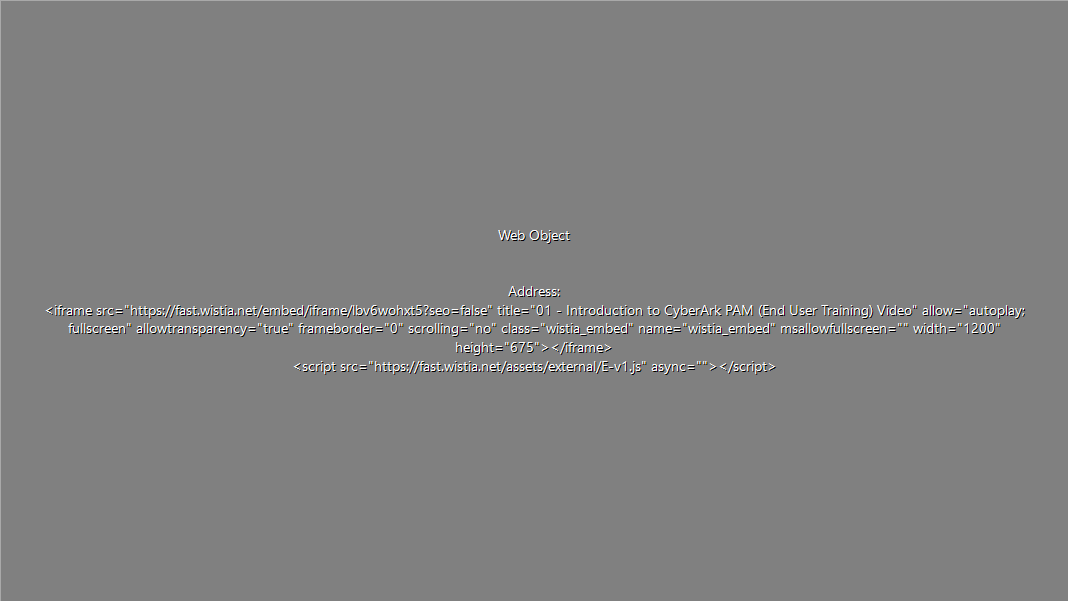 Web Object
Address:
<iframe src="https://fast.wistia.net/embed/iframe/lbv6wohxt5?seo=false" title="01 - Introduction to CyberArk PAM (End User Training) Video" allow="autoplay;
fullscreen" allowtransparency="true" frameborder="0" scrolling="no" class="wistia_embed" name="wistia_embed" msallowfullscreen="" width="1200"
height="675"></iframe>
<script src="https://fast.wistia.net/assets/external/E-v1.js" async=""></script>